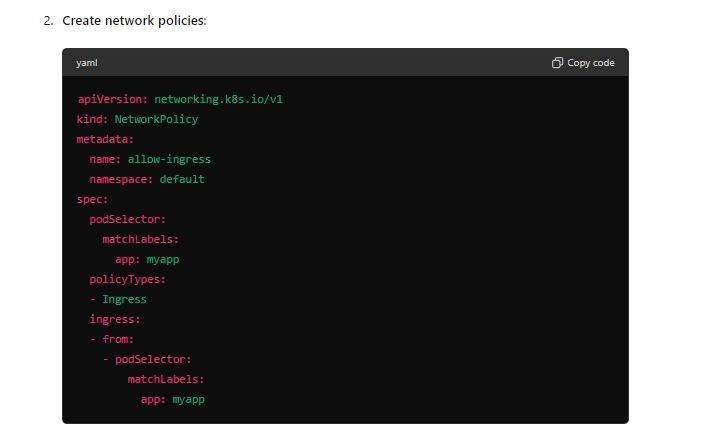 2. Create network policies:
yaml
Copy code
apiVersion: networking.k8s.io/v1
kind: NetworkPolicy
metadata:
  name: allow-ingress
  namespace: default
spec:
  podSelector:
    matchLabels:
      app: myapp
  policyTypes:
  - Ingress
  ingress:
  - from:
    - podSelector:
        matchLabels:
          app: myapp